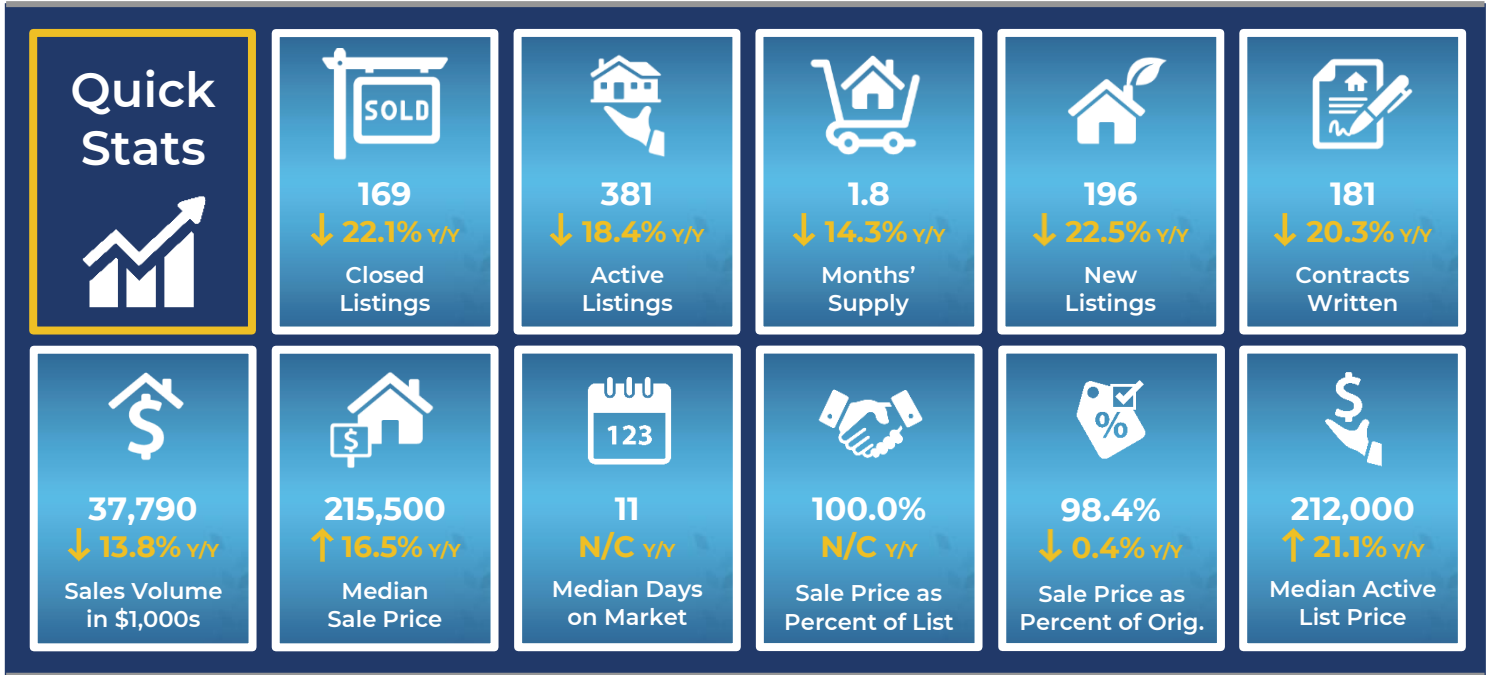 Quick
Stats
SOLD
169
↓ 22.1% Y/Y
Closed
Listings
381
↓ 18.4% Y/Y
Active
Listings
1.8
↓ 14.3% Y/Y
Months’
Supply
196
↓ 22.5% Y/Y
New
Listings
181
↓ 20.3% Y/Y
Contracts
Written
$
37,790
↓ 13.8% Y/Y
Sales Volume
in $1,000s
$
215,500
↑ 16.5% Y/Y
Median
Sale Price
123
11
N/C Y/Y
Median Days
on Market
100.0%
N/C Y/Y
Sale Price as
Percent of List
%
98.4%
↓ 0.4% Y/Y
Sale Price as
Percent of Orig.
$
212,000
↑ 21.1% Y/Y
Median Active
List Price